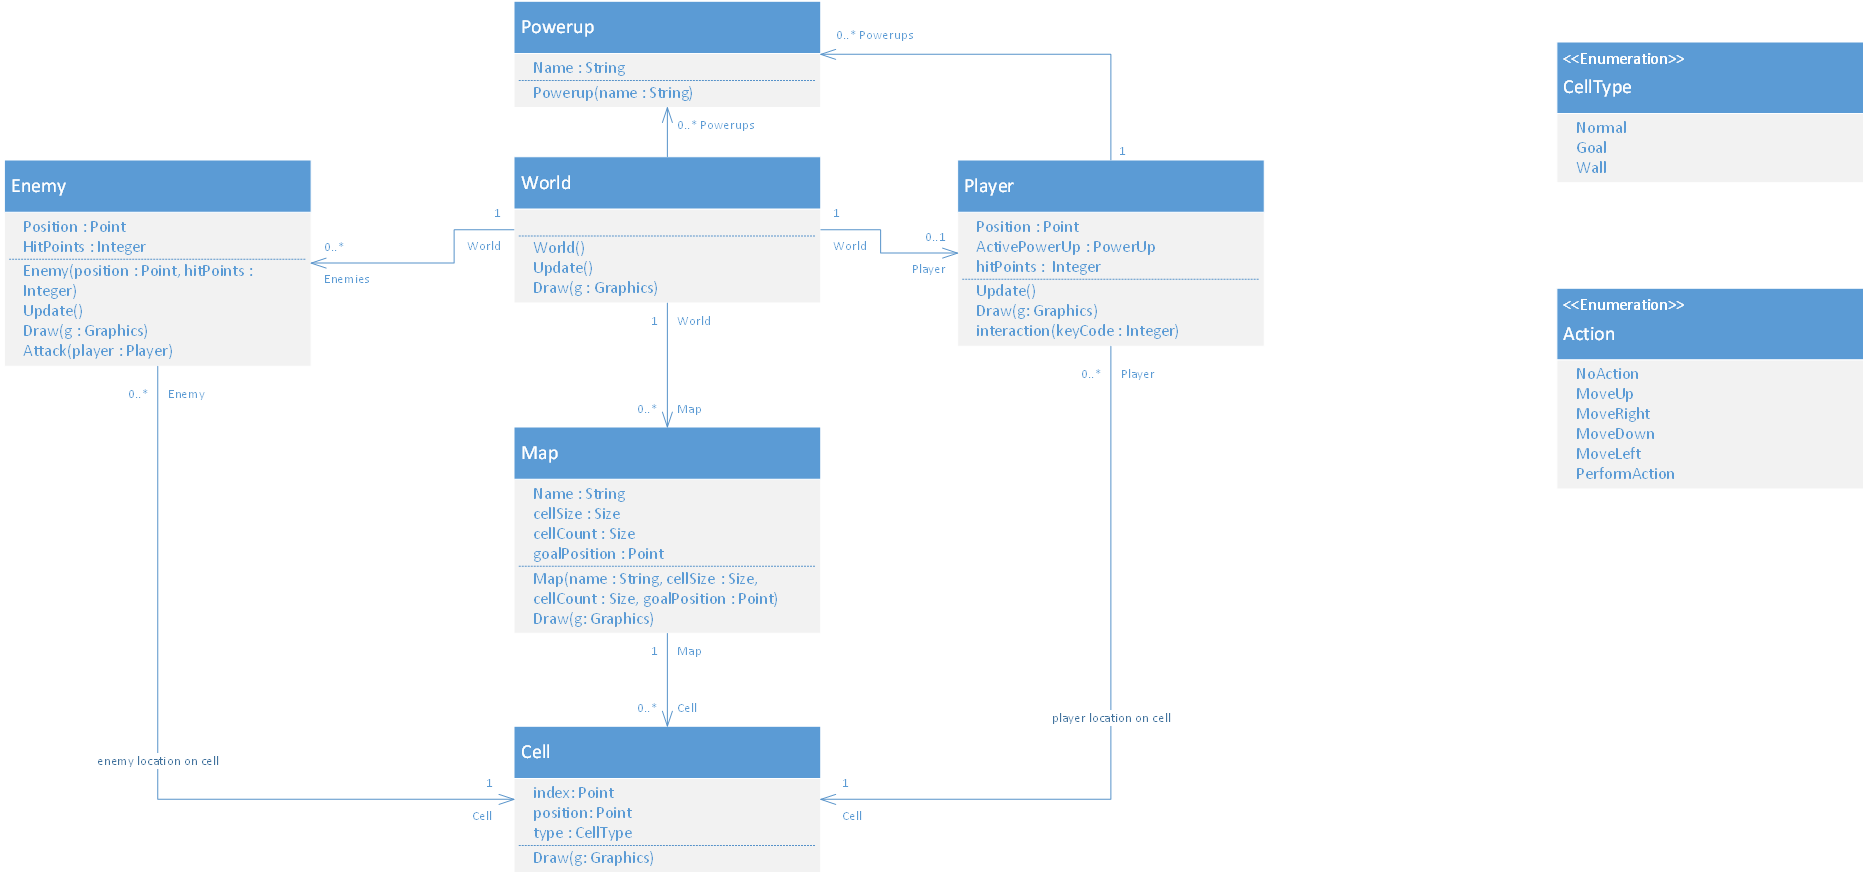 Powerup
Name : String
Powerup(name : String)
0..* Powerups
0..* Powerups
1
Enemy
Position : Point
HitPoints : Integer
Enemy(position : Point, hitPoints :
Integer)
Update()
Draw(g : Graphics)
Attack(player : Player)
World
World()
Update()
Draw(g : Graphics)
1
World
0..*
Enemies
1
World
0..1
Player
Player
Position : Point
ActivePowerUp : PowerUp
hitPoints : Integer
Update()
Draw(g: Graphics)
interaction(keyCode : Integer)
1 World
0..* Map
0..* Enemy
0..* Player
Map
Name : String
cellSize : Size
cellCount : Size
goalPosition : Point
Map(name : String, cellSize : Size,
cellCount : Size, goalPosition : Point)
Draw(g: Graphics)
1 Map
0..* Cell
enemy location on cell
player location on cell
1
Cell
1
Cell
Cell
index: Point
position: Point
type : CellType
Draw(g: Graphics)
<<Enumeration>>
CellType
Normal
Goal
Wall
<<Enumeration>>
Action
NoAction
MoveUp
MoveRight
MoveDown
MoveLeft
PerformAction